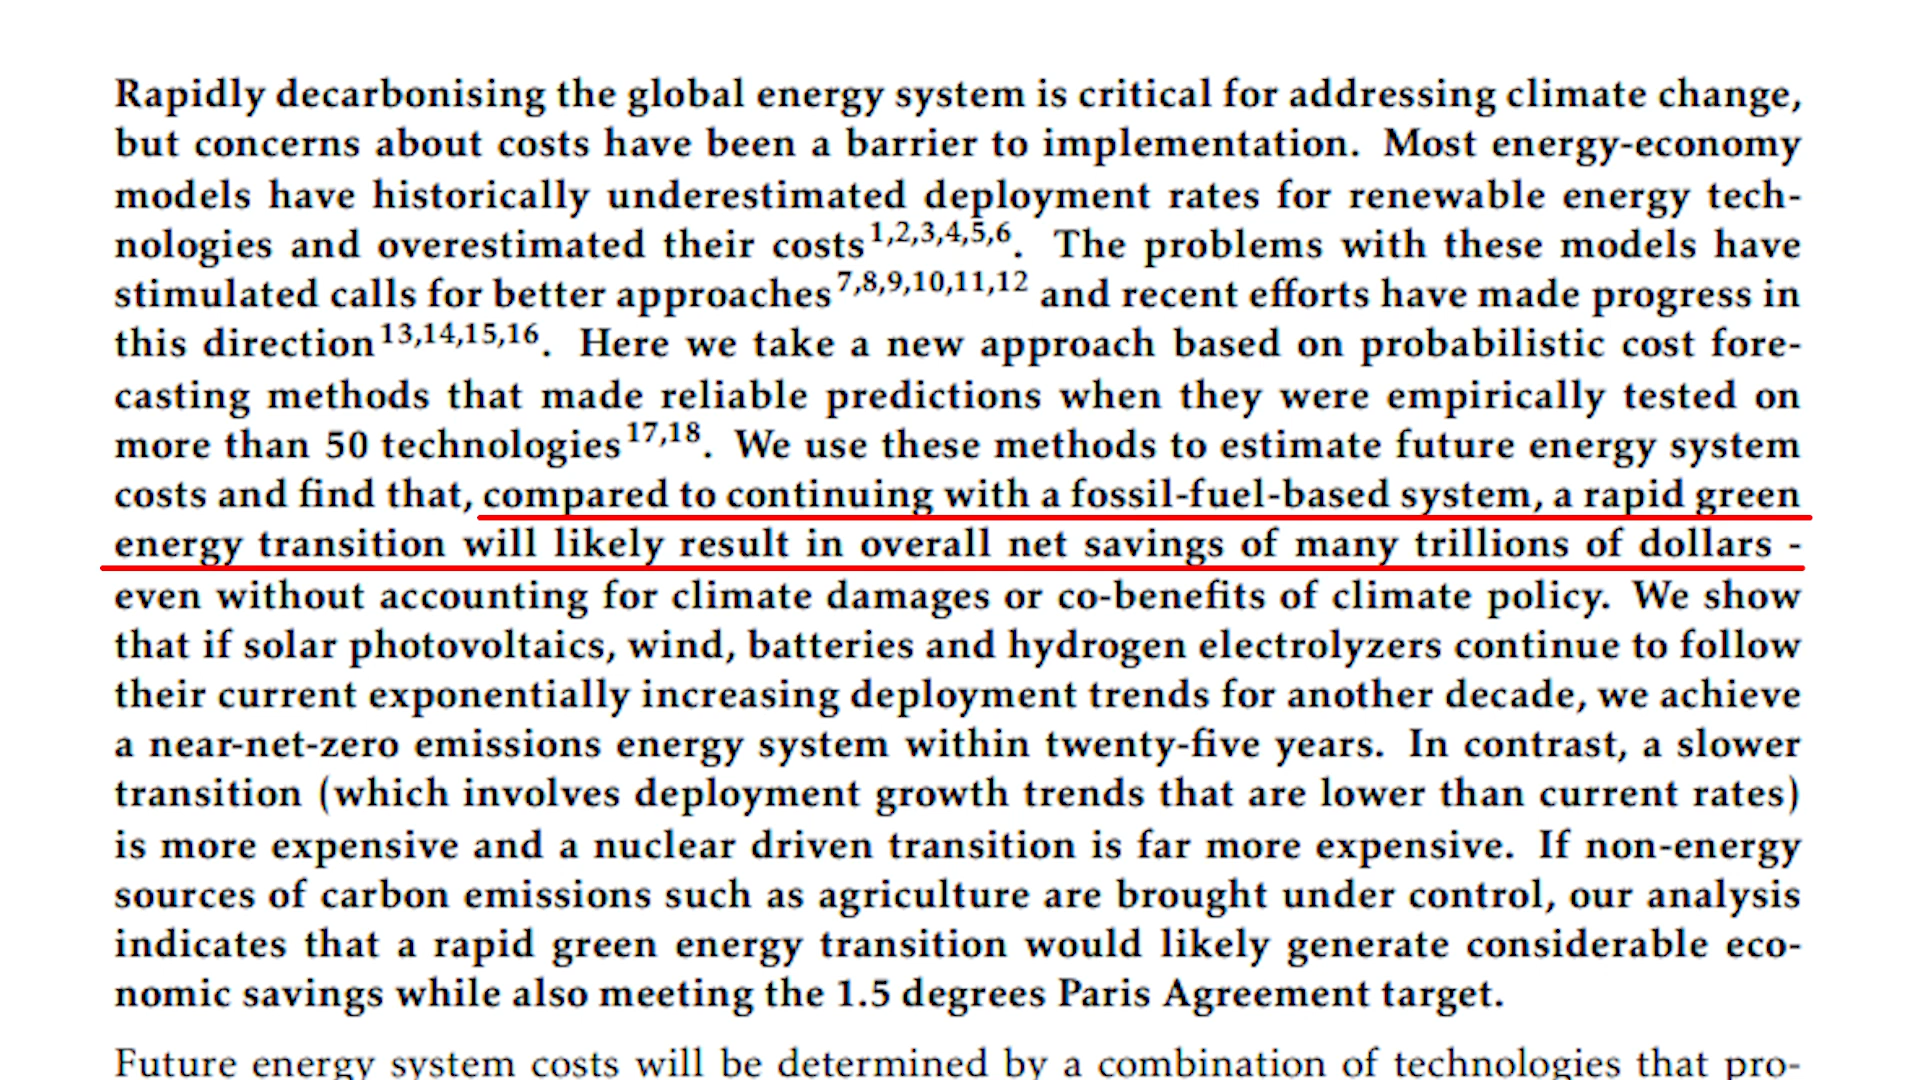 Rapidly decarbonising the global energy system is critical for addressing climate change,
but concerns about costs have been a barrier to implementation. Most energy-economy
models have historically underestimated deployment rates for renewable energy tech-
nologies and overestimated their costs1,2,3,4,5,6. The problems with these models have
stimulated calls for better approaches7,8,9,10,11,12 and recent efforts have made progress in
this direction13,14,15,16. Here we take a new approach based on probabilistic cost fore-
casting methods that made reliable predictions when they were empirically tested on
more than 50 technologies17,18. We use these methods to estimate future energy system
costs and find that, compared to continuing with a fossil-fuel-based system, a rapid green
energy transition will likely result in overall net savings of many trillions of dollars -
even without accounting for climate damages or co-benefits of climate policy. We show
that if solar photovoltaics, wind, batteries and hydrogen electrolyzers continue to follow
their current exponentially increasing deployment trends for another decade, we achieve
a near-net-zero emissions energy system within twenty-five years. In contrast, a slower
transition (which involves deployment growth trends that are lower than current rates)
is more expensive and a nuclear driven transition is far more expensive. If non-energy
sources of carbon emissions such as agriculture are brought under control, our analysis
indicates that a rapid green energy transition would likely generate considerable eco-
nomic savings while also meeting the 1.5 degrees Paris Agreement target.
Future energy system costs will be determined by a combination of technologies that pro-